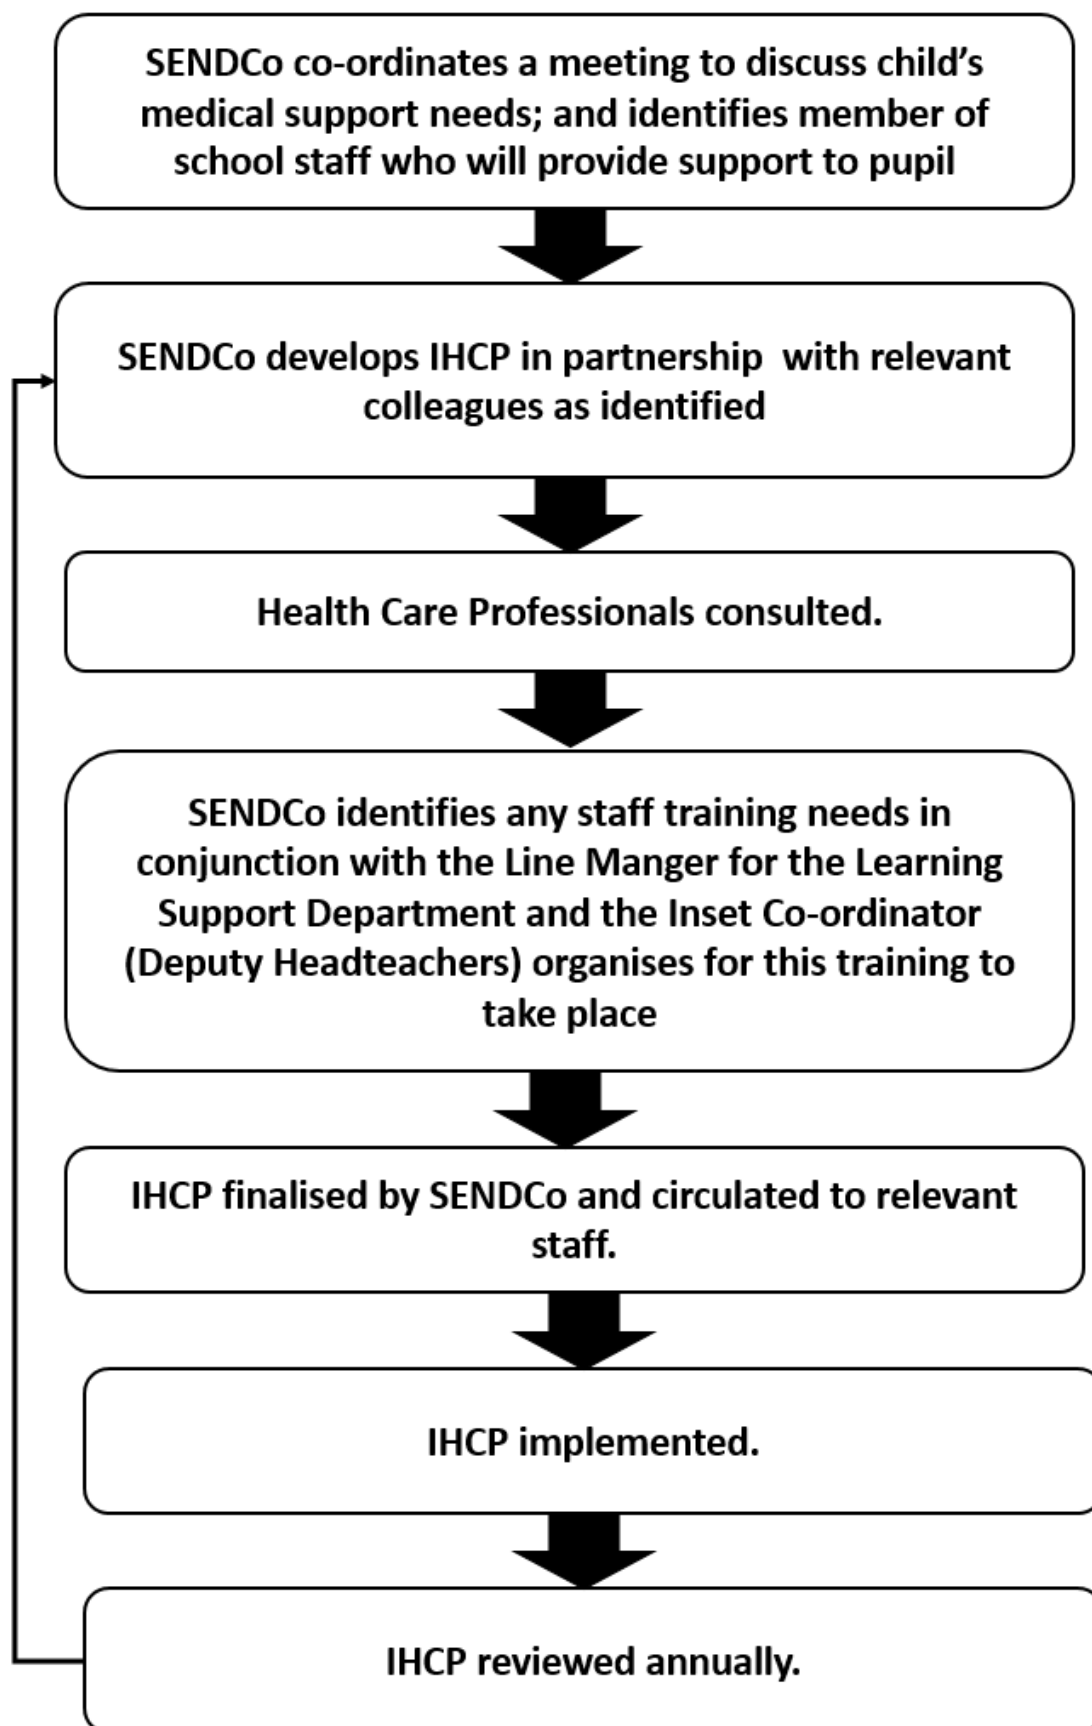 SENDCo co-ordinates a meeting to discuss child’s
medical support needs; and identifies member of
school staff who will provide support to pupil
SENDCo develops IHCP in partnership  with relevant
colleagues as identified
Health Care Professionals consulted.
SENDCo identifies any staff training needs in
conjunction with the Line Manger for the Learning
Support Department and the Inset Co-ordinator
(Deputy Headteachers) organises for this training to
take place
IHCP finalised by SENDCo and circulated to relevant
staff.
IHCP implemented.
IHCP reviewed annually.